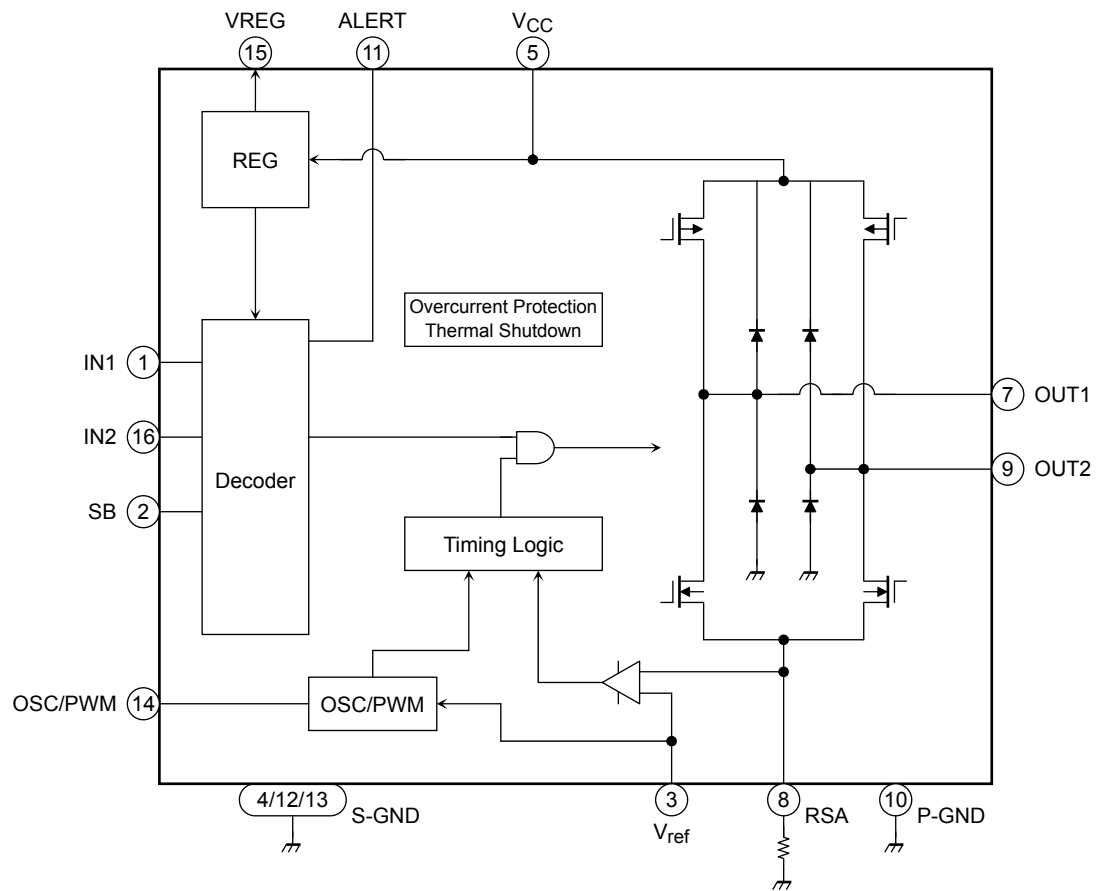 VREG
ALERT
VCC
15
11
5
REG
Overcurrent Protection
Thermal Shutdown
IN1
1
7
OUT1
IN2
16
9
OUT2
Decoder
SB
2
Timing Logic
OSC/PWM
14
OSC/PWM
4/12/13
S-GND
3
Vref
8
RSA
10
P-GND